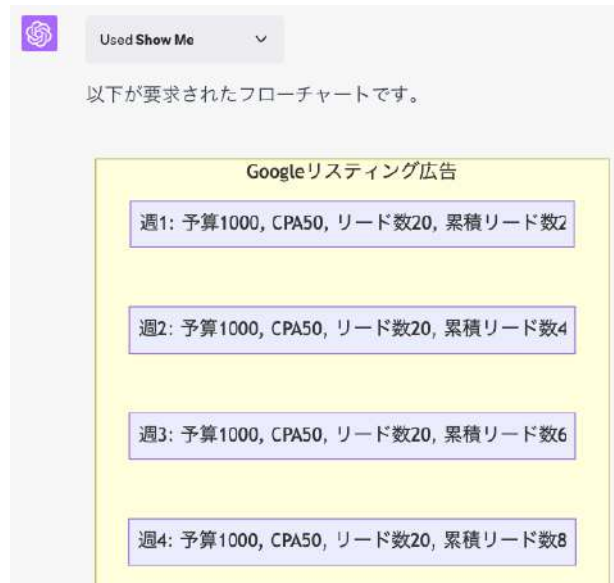 Used Show Me
以下が要求されたフローチャートです。
Googleリスティング広告
週1: 予算1000, CPA50, リード数20, 累積リード数2
週2: 予算1000, CPA50, リード数20, 累積リード数4
週3: 予算1000, CPA50, リード数20, 累積リード数6
週4: 予算1000, CPA50, リード数20, 累積リード数8